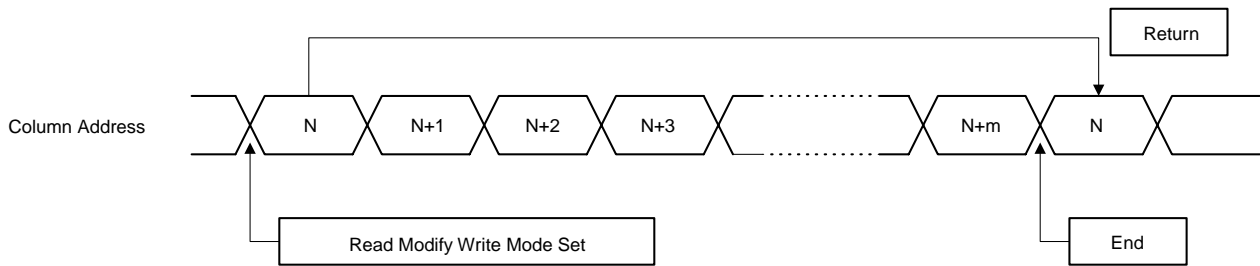 Return
Column Address
N
N+1
N+2
N+3
N+m
N
Read Modify Write Mode Set
End